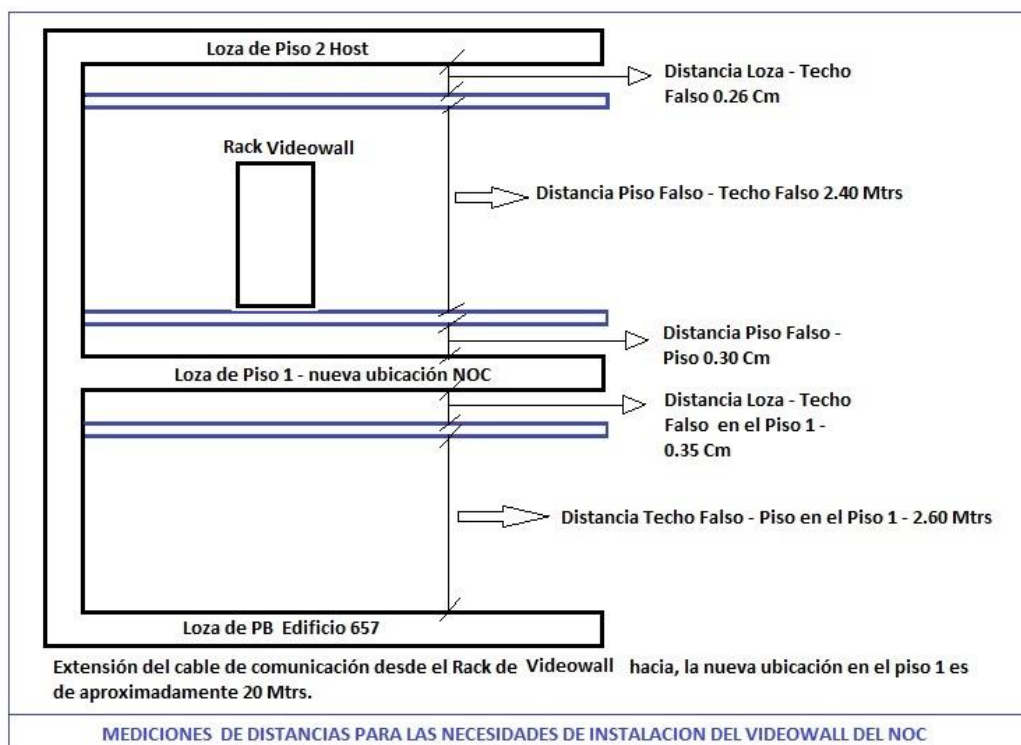 Loza de Piso 2 Host
Distancia Loza - Techo
Falso 0.26 Cm
Rack Videowall
Distancia Piso Falso - Techo Falso 2.40 Mtrs
Distancia Piso Falso -
Piso 0.30 Cm
Loza de Piso 1 - nueva ubicación NOC
Distancia Loza - Techo
Falso en el Piso 1 -
0.35 Cm
Distancia Techo Falso - Piso en el Piso 1 - 2.60 Mtrs
Loza de PB Edificio 657
Extensión del cable de comunicación desde el Rack de Videowall hacia, la nueva ubicación en el piso 1 es
de aproximadamente 20 Mtrs.
MEDICIONES DE DISTANCIAS PARA LAS NECESIDADES DE INSTALACION DEL VIDEOWALL DEL NOC